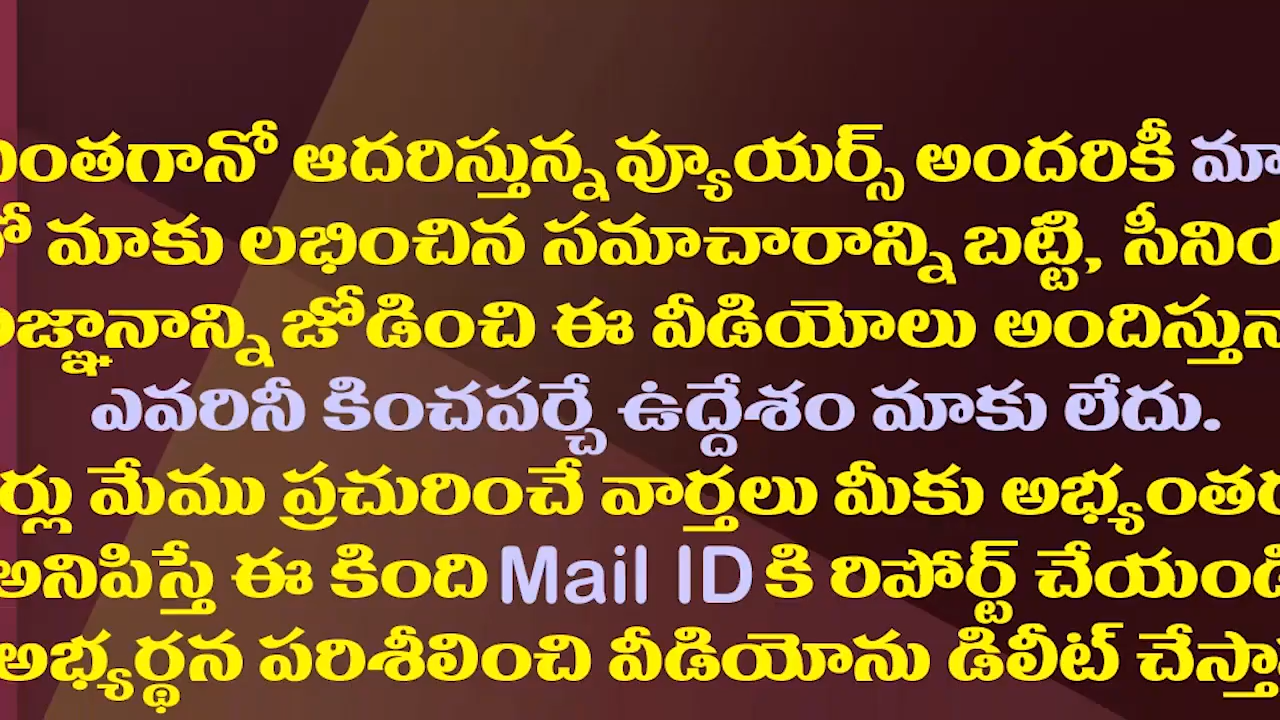 ఎంతగానో ఆదరిస్తున్న వ్యూయర్స్ అందరికీ మా
మాకు లభించిన సమాచారాన్ని బట్టి, సీనియ
జోడించి ఈ వీడియోలు అందిస్తున్నా
ఎవరినీ కించపర్చే ఉద్దేశం మాకు లేదు.
మేము ప్రచురించే వార్తలు మీకు అభ్యంతర
అనిపిస్తే ఈ కింది Mail ID కి రిపోర్ట్ చేయండి
అభ్యర్థన పరిశీలించి వీడియోను డిలీట్ చేస్తా